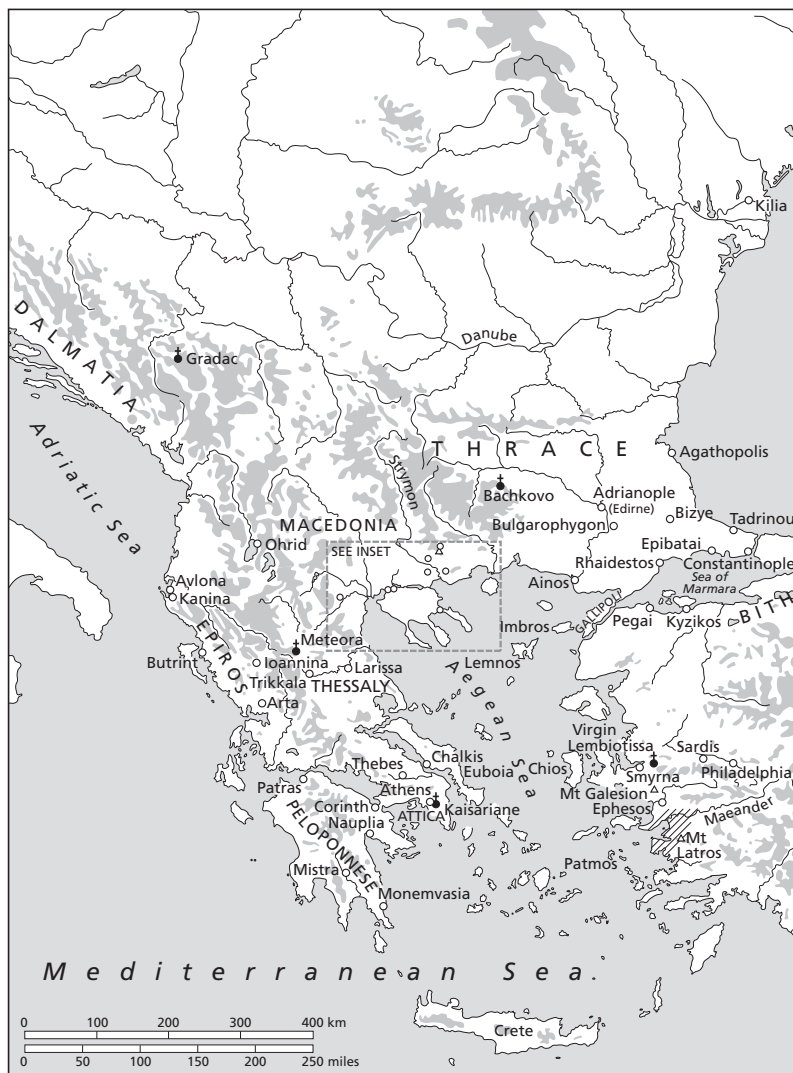 Kilia
Danube
DALMATIA
Gradac
Adriatic Sea
THRACE
Agathopolis
Strymon
Bachkovo
Adrianople
(Edirne)
Bizye
Bulgarophygon
Tadrinou
MACEDONIA
Ohrid
SEE INSET
Epibatai
Rhaidestos
Constantinople
Sea of
Marmara
Ainos
Avlona
Kanina
GALLIPOLI
Imbros
Pegai
Kyzikos
BITH
EPIROS
Meteora
Butrint
Ioannina
Larissa
Lemnos
Trikkala
THESSALY
Arta
Aegean Sea
Virgin
Lembiotissa
Sardis
Chalkis
Thebes
Euboia
Chios
Smyrna
Philadelphia
Patras
Athens
Mt Galesion
Corinth
Kaisariane
Ephesos
Maeander
Nauplia
ATTICA
PELOPONNESE
Mt
Latros
Patmos
Mistra
Monemvasia
Mediterranean Sea.
0 100 200 300 400 km
0 50 100 150 200 250 miles
Crete